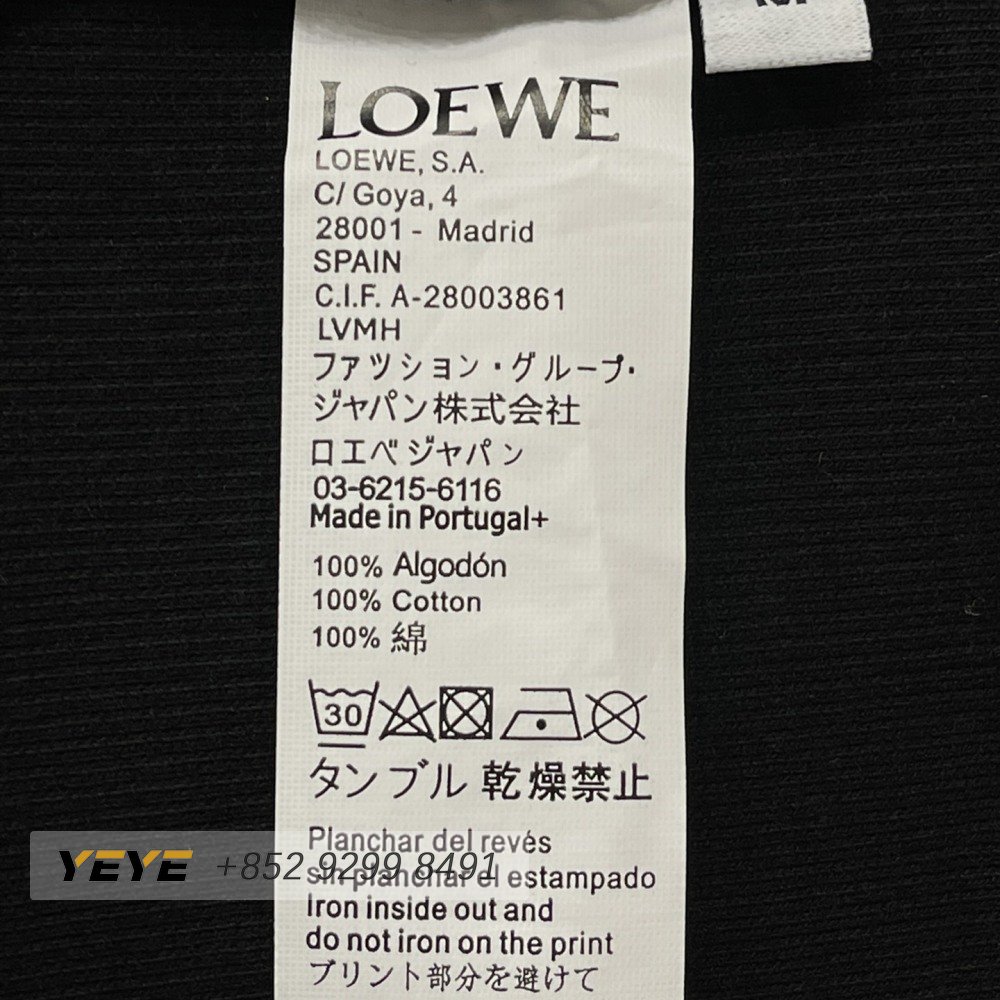 LOEWE
LOEWE, S.A.
C/ Goya, 4
28001 - Madrid
SPAIN
C.I.F. A-28003861
LVMH
ファッション・グループ・
ジャパン株式会社
ロエベジャパン
03-6215-6116
Made in Portugal+
100% Algodón
100% Cotton
100% 綿
30
タンブル 乾燥禁止
Planchar del revés
sin planchar el estampado
YEYE +852 9299 8491
Iron inside out and
do not iron on the print
プリント部分を避けて